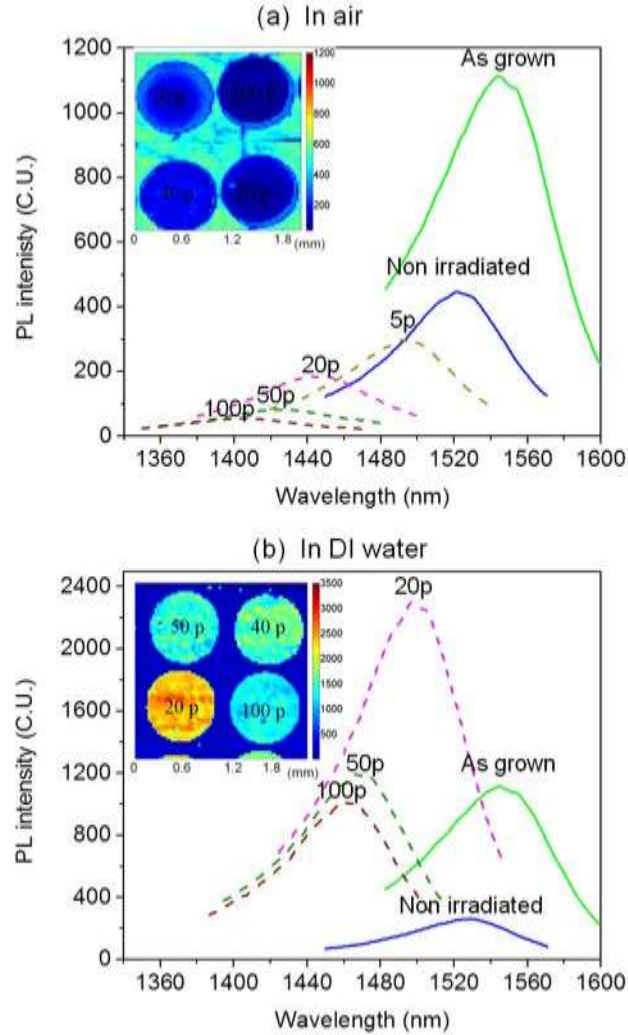 (a) In air
PL intenisty (C.U.)
1200
1000
800
600
400
200
0
1200
1000
800
600
400
200
100 p
40 p
0
0.6
1.2
1.8
(mm)
As grown
Non irradiated
5p
20p
50p
100p
1360
1400
1440
1480
1520
1560
1600
Wavelength (nm)
(b) In DI water
PL intensity (C.U.)
2400
2000
1600
1200
800
400
0
3500
3000
2500
2000
1500
1000
500
50 p
40 p
20 p
100 p
0
0.6
1.2
1.8
(mm)
20p
50p
100p
As grown
Non irradiated
1360
1400
1440
1480
1520
1560
1600
Wavelength (nm)